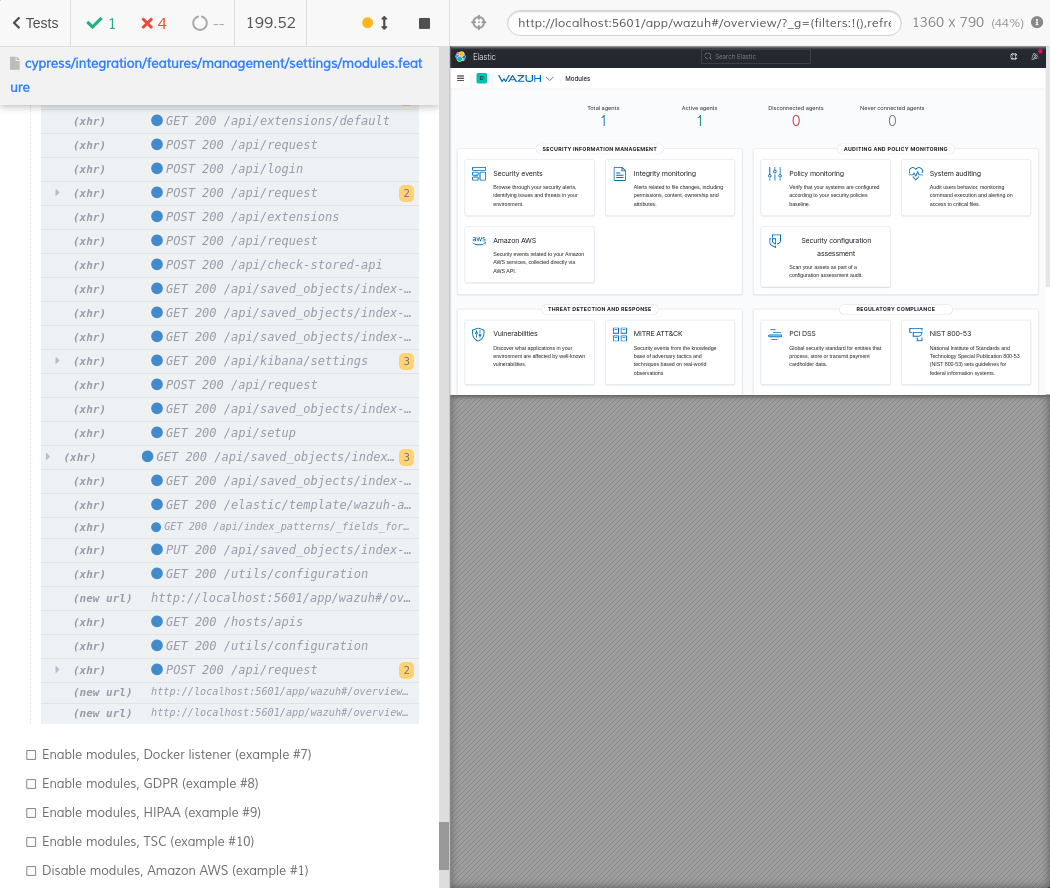 Tests
1
4
--
199.52
http://localhost:5601/app/wazuh#/overview/?_g=(filters:!(),refre
1360 x 790 (44%)
cypress/integration/features/management/settings/modules.feat
ure
(xhr) GET 200 /api/extensions/default
(xhr) POST 200 /api/request
(xhr) POST 200 /api/login
(xhr) POST 200 /api/request 2
(xhr) POST 200 /api/extensions
(xhr) POST 200 /api/request
(xhr) POST 200 /api/check-stored-api
(xhr) GET 200 /api/saved_objects/index-…
(xhr) GET 200 /api/saved_objects/index-…
(xhr) GET 200 /api/saved_objects/index-…
(xhr) GET 200 /api/kibana/settings 3
(xhr) POST 200 /api/request
(xhr) GET 200 /api/saved_objects/index-…
(xhr) GET 200 /api/setup
(xhr) GET 200 /api/saved_objects/index… 3
(xhr) GET 200 /api/saved_objects/index-…
(xhr) GET 200 /elastic/template/wazuh-a…
(xhr) GET 200 /api/index_patterns/_fields_for…
(xhr) PUT 200 /api/saved_objects/index-…
(xhr) GET 200 /utils/configuration
(new url) http://localhost:5601/app/wazuh#/ov…
(xhr) GET 200 /hosts/apis
(xhr) GET 200 /utils/configuration
(xhr) POST 200 /api/request 2
(new url) http://localhost:5601/app/wazuh#/overview…
(new url) http://localhost:5601/app/wazuh#/overview…
Enable modules, Docker listener (example #7)
Enable modules, GDPR (example #8)
Enable modules, HIPAA (example #9)
Enable modules, TSC (example #10)
Disable modules, Amazon AWS (example #1)
Elastic
Search Elastic
D
WAZUH
Modules
Total agents
1
Active agents
1
Disconnected agents
0
Never connected agents
0
SECURITY INFORMATION MANAGEMENT
Security events
Browse through your security alerts,
identifying issues and threats in your
environment.
Integrity monitoring
Alerts related to file changes, including
permissions, content, ownership and
attributes.
aws
Amazon AWS
Security events related to your Amazon
AWS services, collected directly via
AWS API.
AUDITING AND POLICY MONITORING
Policy monitoring
Verify that your systems are configured
according to your security policies
baseline.
System auditing
Audit users behavior, monitoring
command execution and alerting on
access to critical files.
Security configuration
assessment
Scan your assets as part of a
configuration assessment audit.
THREAT DETECTION AND RESPONSE
Vulnerabilities
Discover what applications in your
environment are affected by well-known
vulnerabilities.
MITRE ATT&CK
Security events from the knowledge
base of adversary tactics and
techniques based on real-world
observations
REGULATORY COMPLIANCE
PCI DSS
Global security standard for entities that
process, store or transmit payment
cardholder data.
NIST 800-53
National Institute of Standards and
Technology Special Publication 800-53
(NIST 800-53) sets guidelines for
federal information systems.